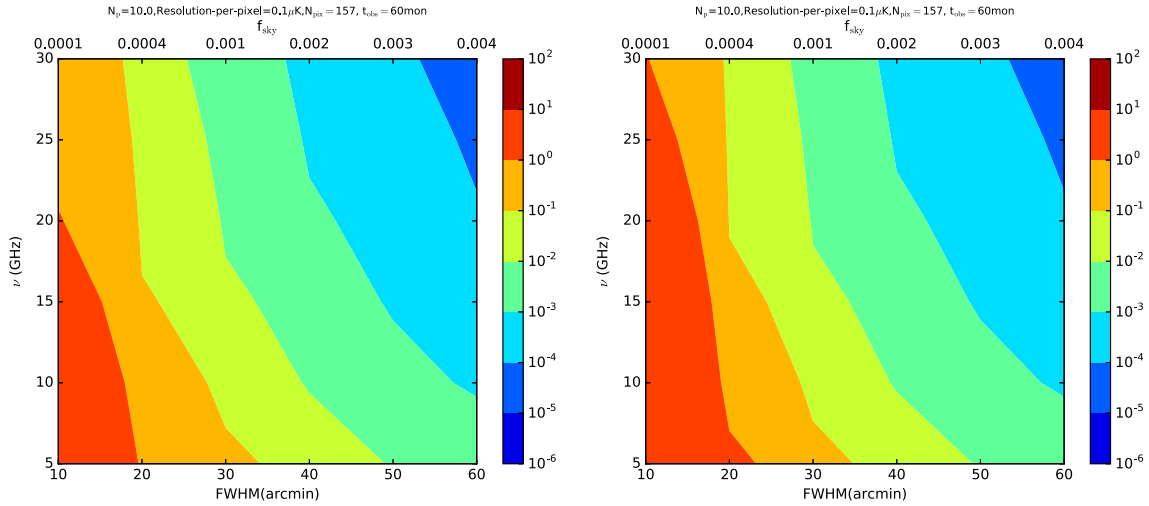 N_p=10.0,Resolution-per-pixel=0.1μK,N_pix=157, t_obs=60mon
f_sky
0.0001 0.0004 0.001 0.002 0.003 0.004
30
25
20
15
10
5
ν (GHz)
10 20 30 40 50 60
FWHM(arcmin)
10^2
10^1
10^0
10^-1
10^-2
10^-3
10^-4
10^-5
10^-6
N_p=10.0,Resolution-per-pixel=0.1μK,N_pix=157, t_obs=60mon
f_sky
0.0001 0.0004 0.001 0.002 0.003 0.004
30
25
20
15
10
5
ν (GHz)
10 20 30 40 50 60
FWHM(arcmin)
10^2
10^1
10^0
10^-1
10^-2
10^-3
10^-4
10^-5
10^-6